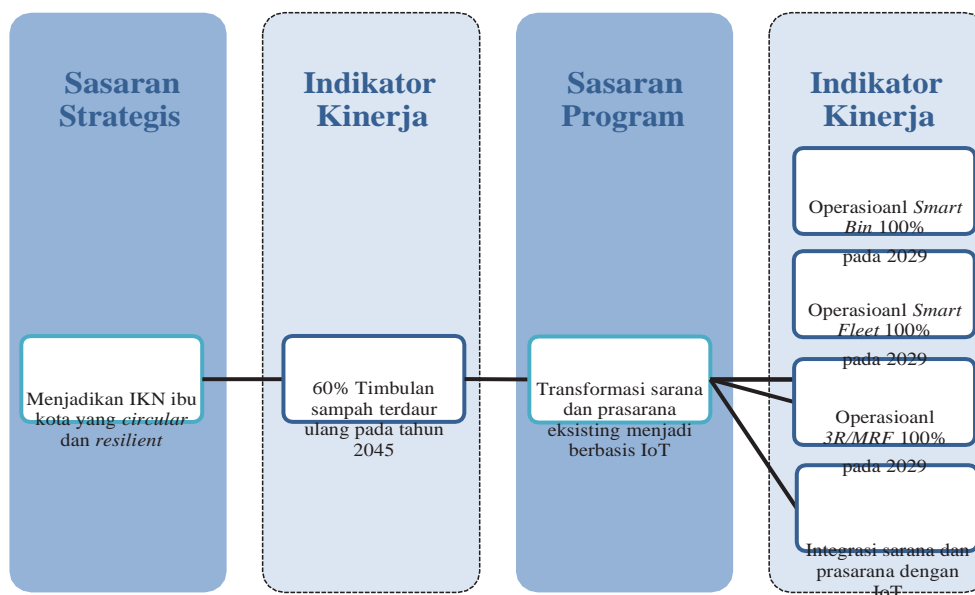 Sasaran
Strategis
Menjadikan IKN ibu
kota yang circular
dan resilient
Indikator
Kinerja
60% Timbulan
sampah terdaur
ulang pada tahun
2045
Sasaran
Program
Transformasi sarana
dan prasarana
eksisting menjadi
berbasis IoT
Indikator
Kinerja
Operasioanl Smart
Bin 100%
pada 2029
Operasioanl Smart
Fleet 100%
pada 2029
Operasioanl
3R/MRF 100%
pada 2029
Integrasi sarana dan
prasarana dengan
IoT